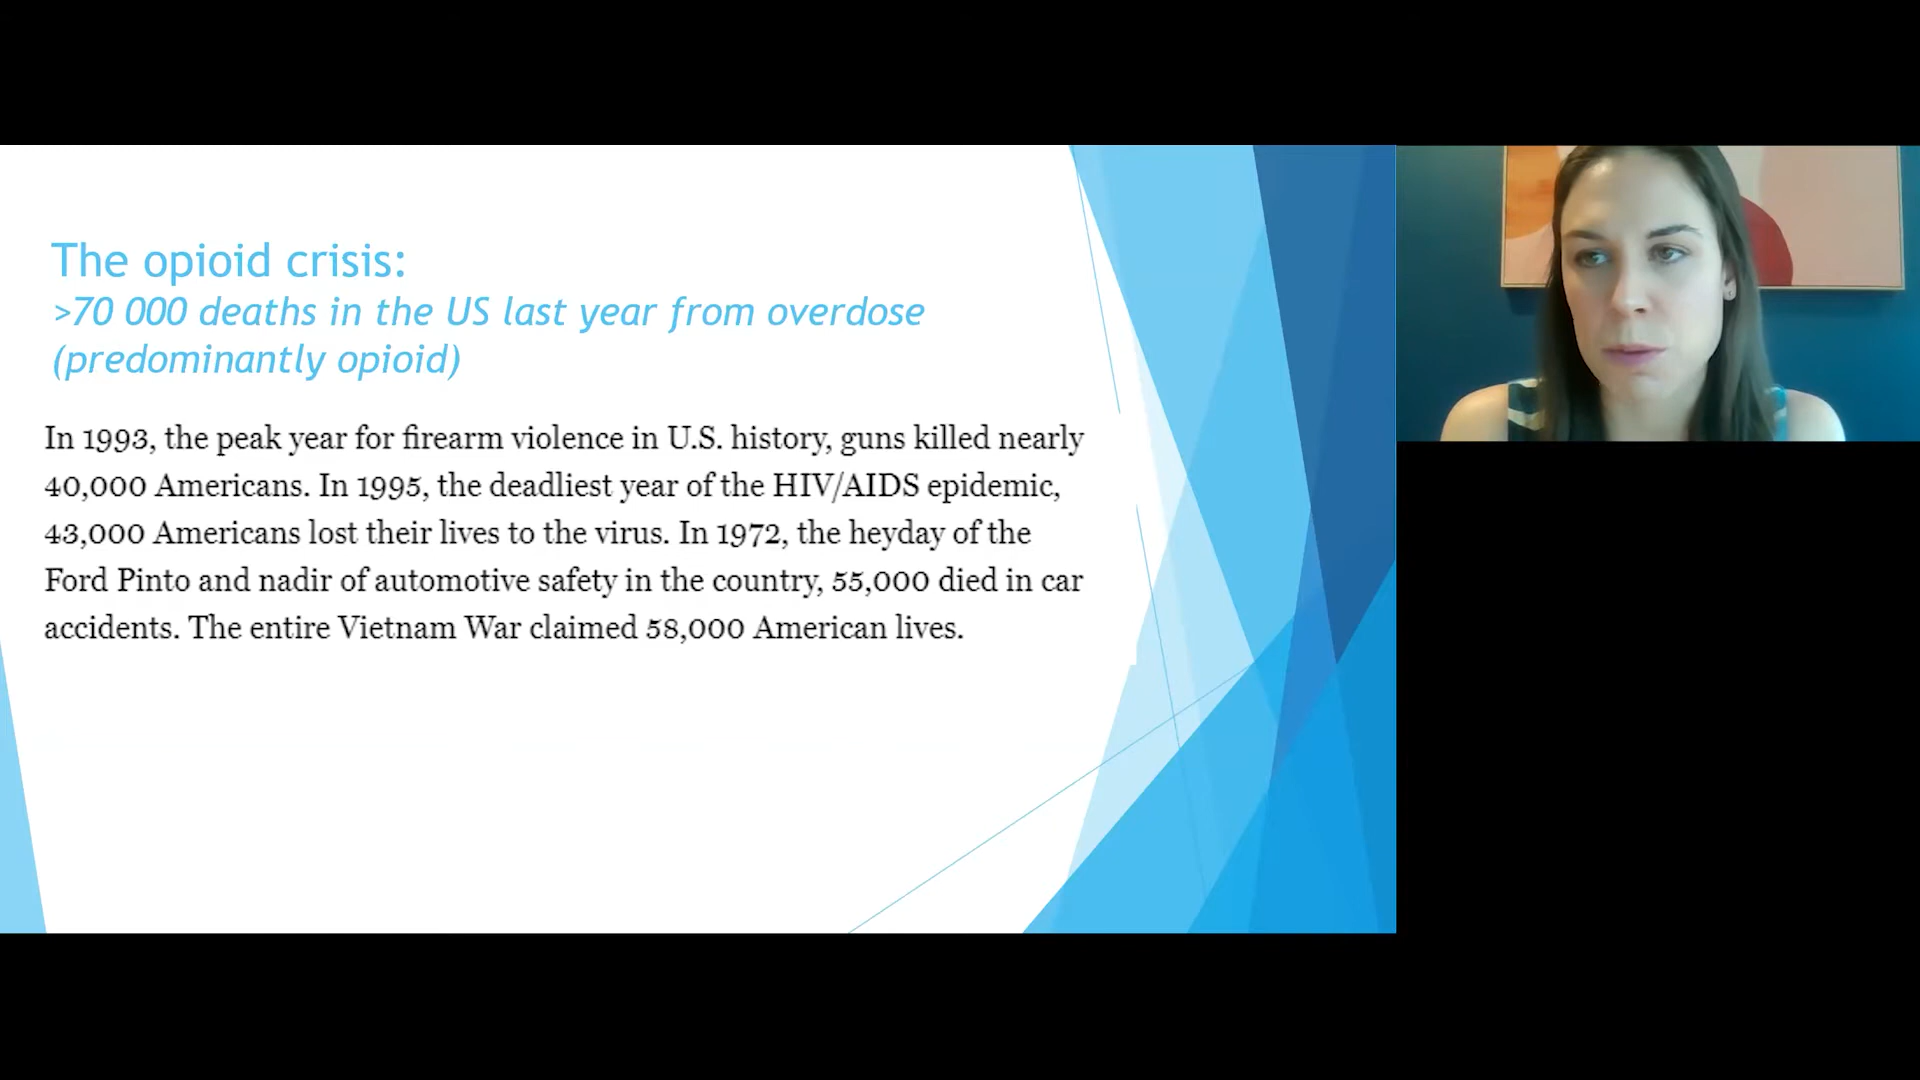 The opioid crisis:
>70 000 deaths in the US last year from overdose
(predominantly opioid)
In 1993, the peak year for firearm violence in U.S. history, guns killed nearly
40,000 Americans. In 1995, the deadliest year of the HIV/AIDS epidemic,
43,000 Americans lost their lives to the virus. In 1972, the heyday of the
Ford Pinto and nadir of automotive safety in the country, 55,000 died in car
accidents. The entire Vietnam War claimed 58,000 American lives.